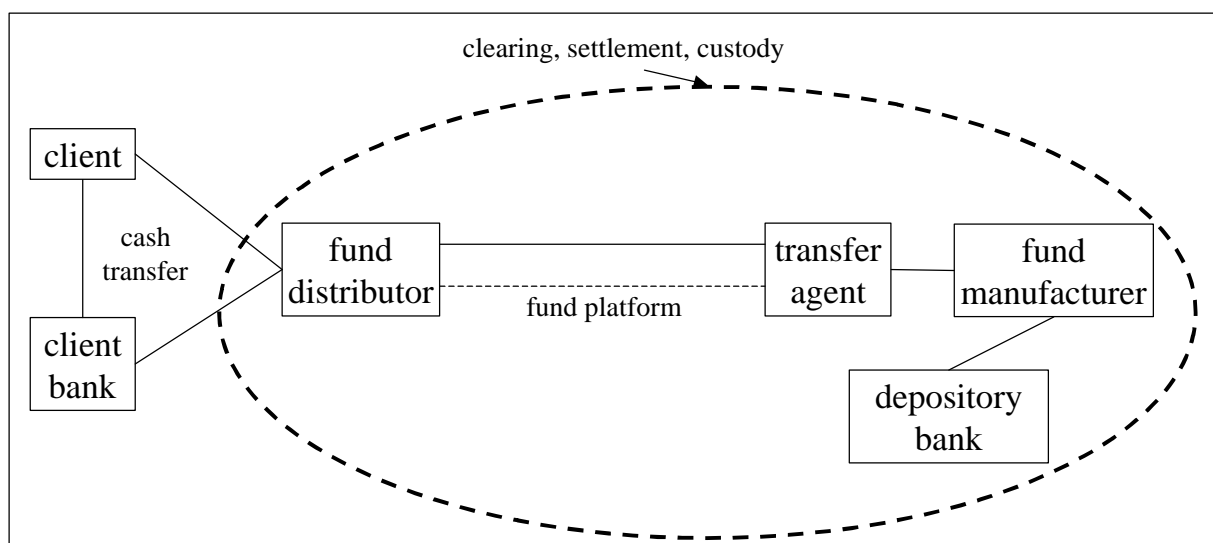 clearing, settlement, custody
client
cash
transfer
client
bank
fund
distributor
fund platform
transfer
agent
fund
manufacturer
depository
bank